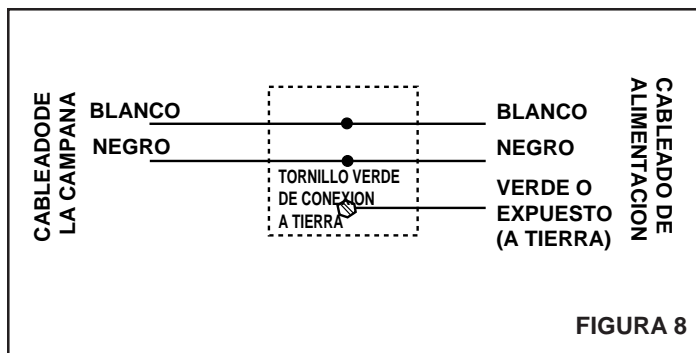 CABLEADODE
LA CAMPANA
BLANCO
NEGRO
TORNILLO VERDE
DE CONEXION
A TIERRA
BLANCO
NEGRO
VERDE O
EXPUESTO
(A TIERRA)
CABLEADO DE
ALIMENTACION
FIGURA 8